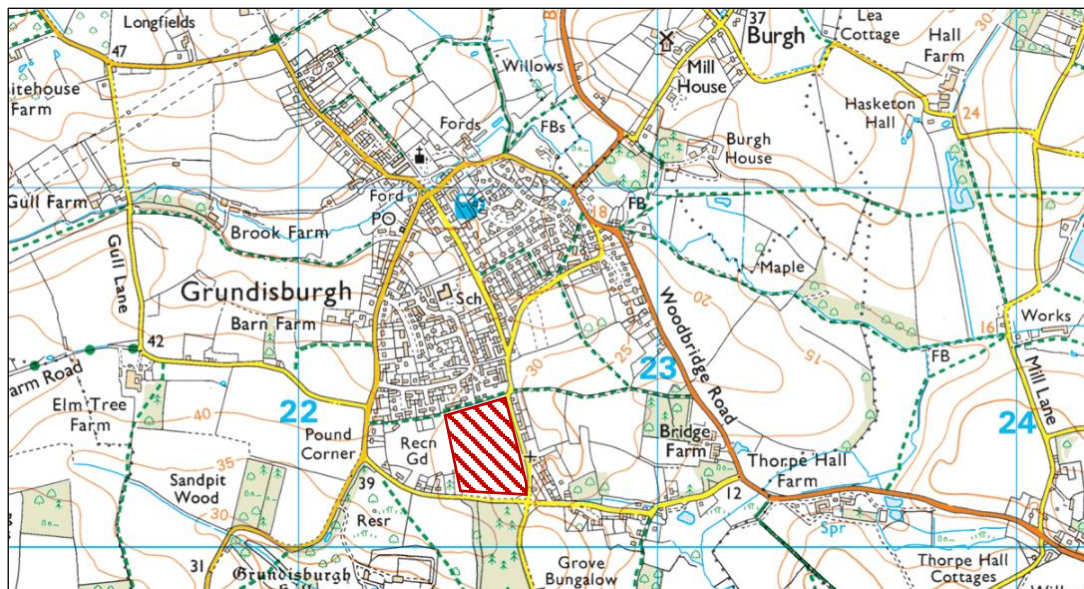 Longfields
47
Willows
37
Burgh
Lea
Cottage
Hall
Farm
30
Mill
House
itehouse
Farm
Fords
FBs
Hasketon
Hall
24
Burgh
House
Gull Farm
Ford
P
18
FB
Brook Farm
Gull Lane
Grundisburgh
Sch
Maple
20
Woodbridge Road
Barn Farm
30
25
15
16
Works
42
FB
arm Road
23
Mill Lane
Elm Tree
Farm
40
22
24
Pound
Corner
Recn
Gd
Bridge
Farm
Thorpe Hall
Farm
35
Sandpit
Wood
39
12
30
Resr
Spr
31
Grundisburgh
Grove
Bungalow
Thorpe Hall
Cottages